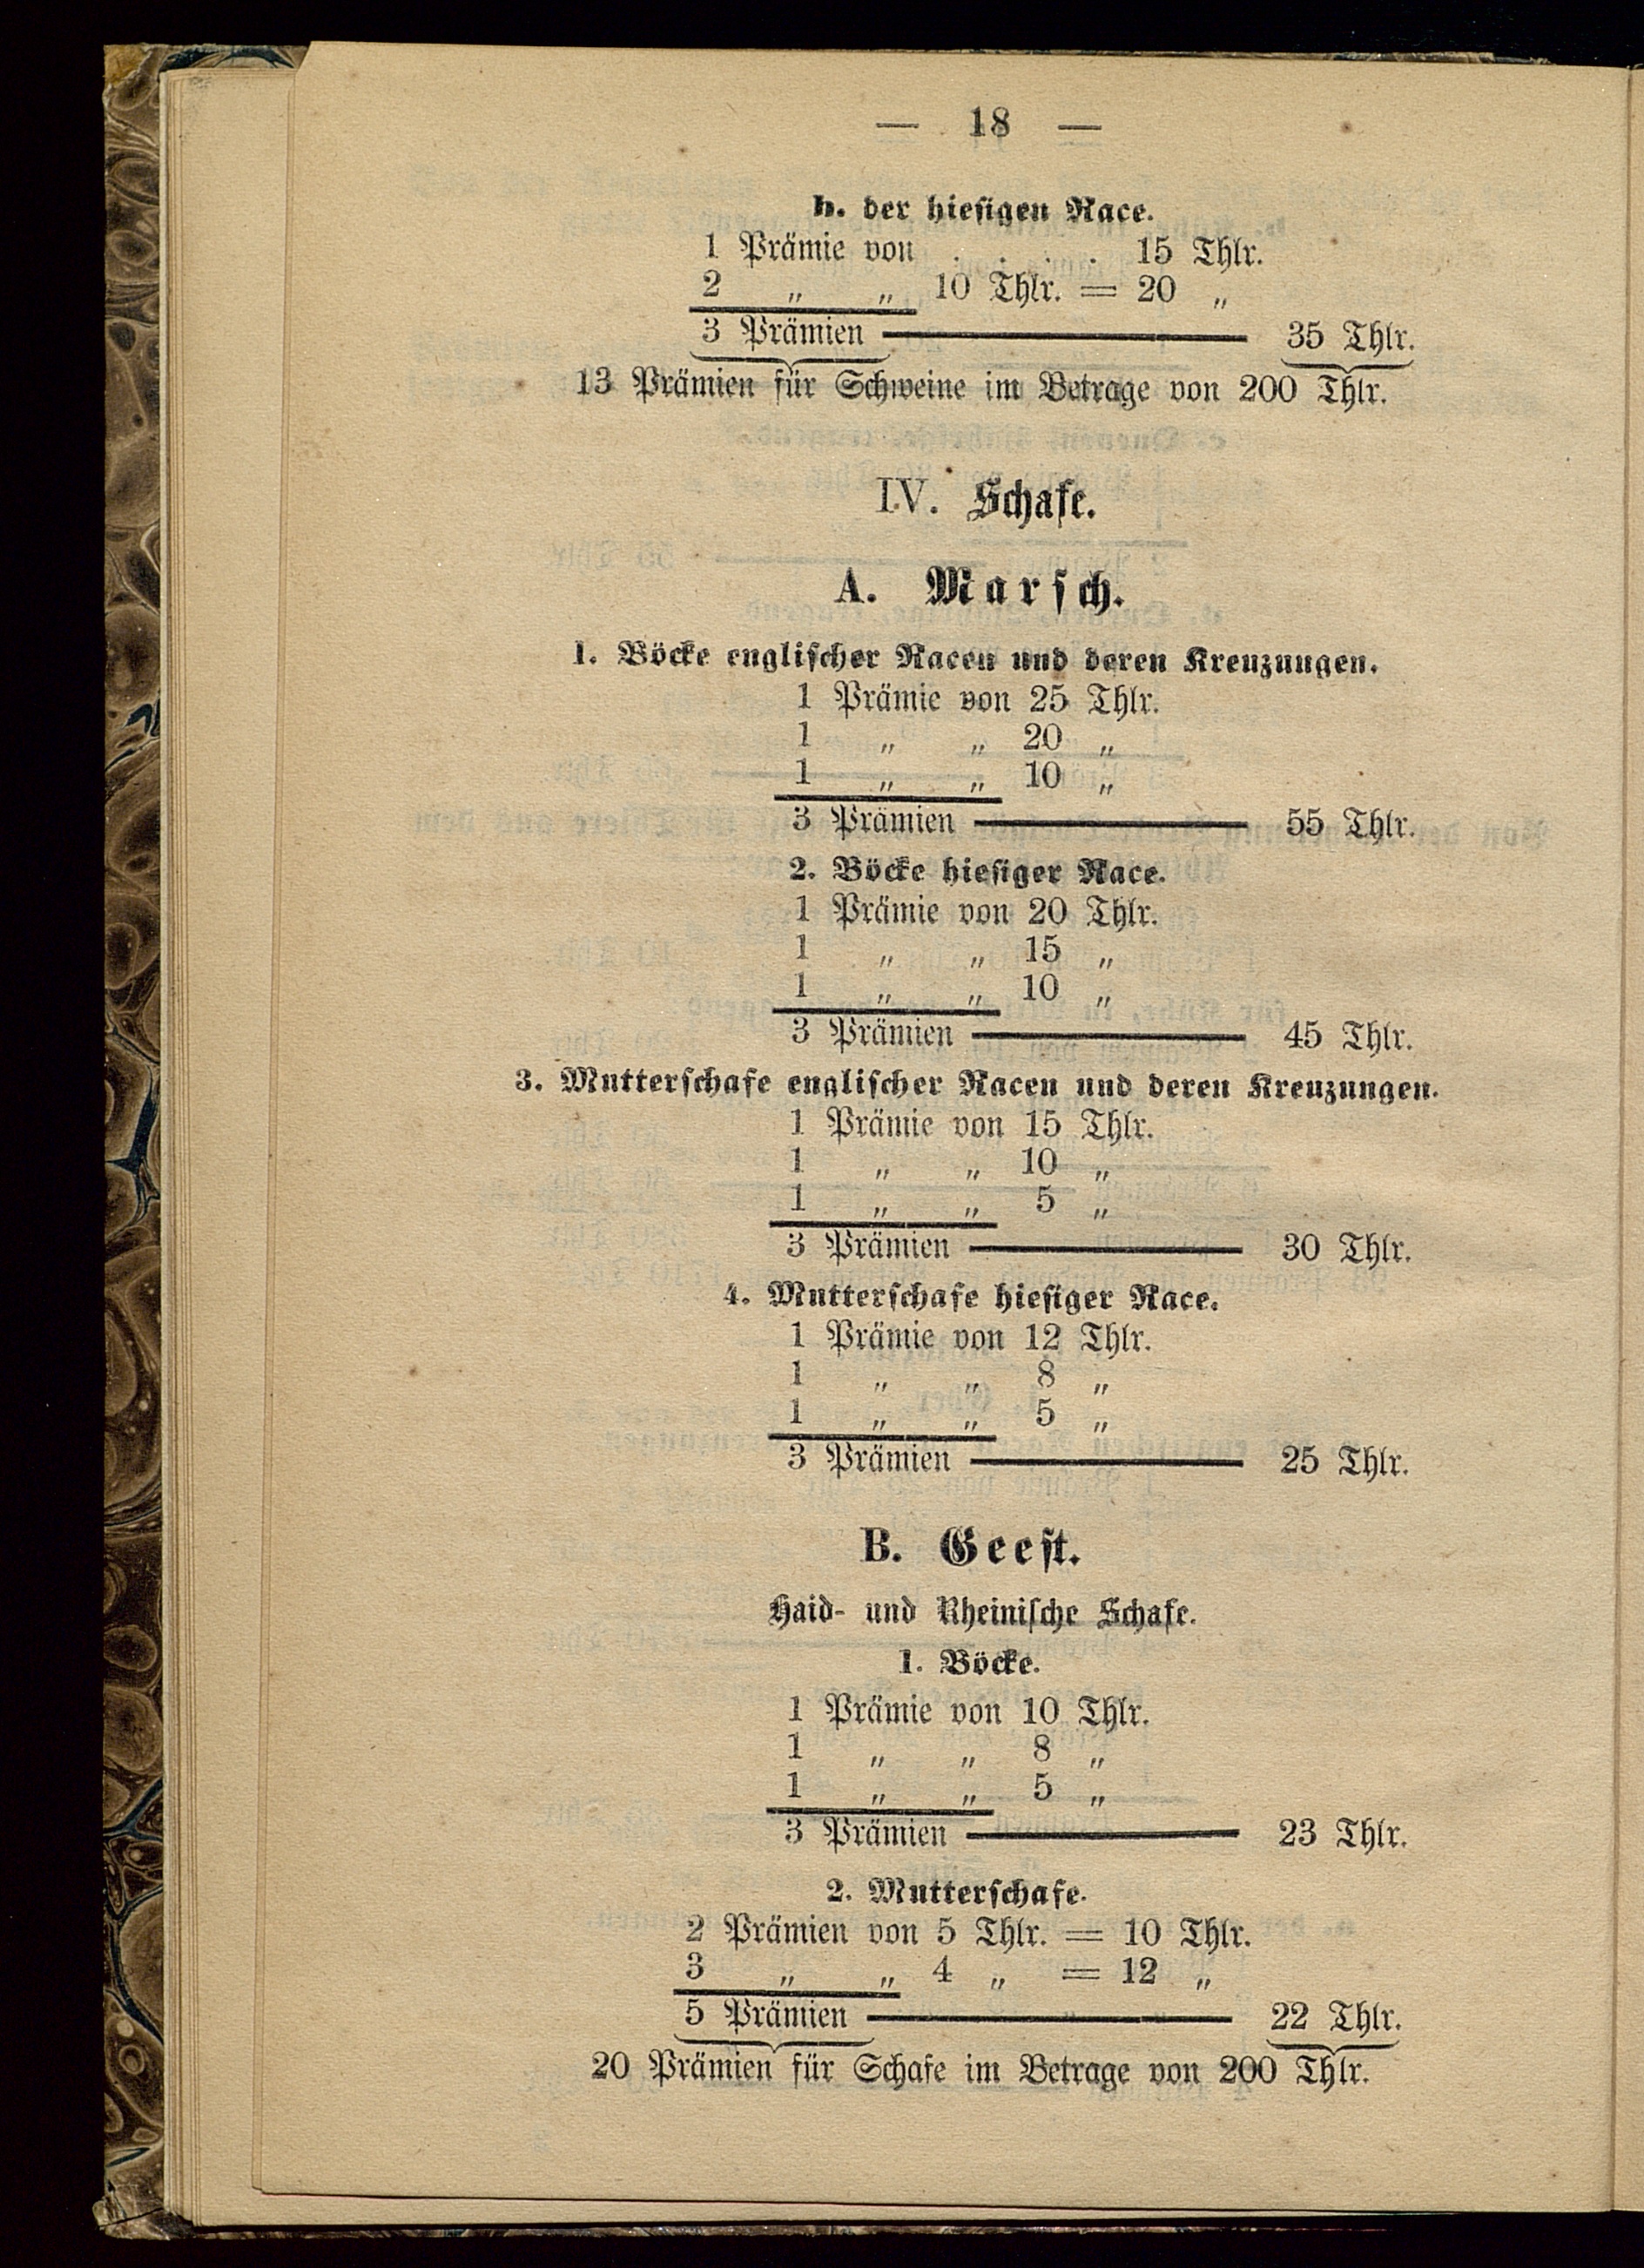 — 18 —
b. der hiesigen Race.
1 Prämie von . . . . 15 Thlr.
2 „ „ 10 Thlr. = 20 „
3 Prämien — 35 Thlr.
13 Prämien für Schweine im Betrage von 200 Thlr.
IV. Schafe.
A. Marsch.
1. Böcke englischer Racen und deren Kreuzungen.
1 Prämie von 25 Thlr.
1 „ „ 20 „
1 „ „ 10 „
3 Prämien — 55 Thlr.
2. Böcke hiesiger Race.
1 Prämie von 20 Thlr.
1 „ „ 15 „
1 „ „ 10 „
3 Prämien — 45 Thlr.
3. Mutterschafe englischer Racen und deren Kreuzungen.
1 Prämie von 15 Thlr.
1 „ „ 10 „
1 „ „ 5 „
3 Prämien — 30 Thlr.
4. Mutterschafe hiesiger Race.
1 Prämie von 12 Thlr.
1 „ „ 8 „
1 „ „ 5 „
3 Prämien — 25 Thlr.
B. Geest.
Haid- und Rheinische Schafe.
1. Böcke.
1 Prämie von 10 Thlr.
1 „ „ 8 „
1 „ „ 5 „
3 Prämien — 23 Thlr.
2. Mutterschafe.
2 Prämien von 5 Thlr. = 10 Thlr.
3 „ „ 4 „ = 12 „
5 Prämien — 22 Thlr.
20 Prämien für Schafe im Betrage von 200 Thlr.